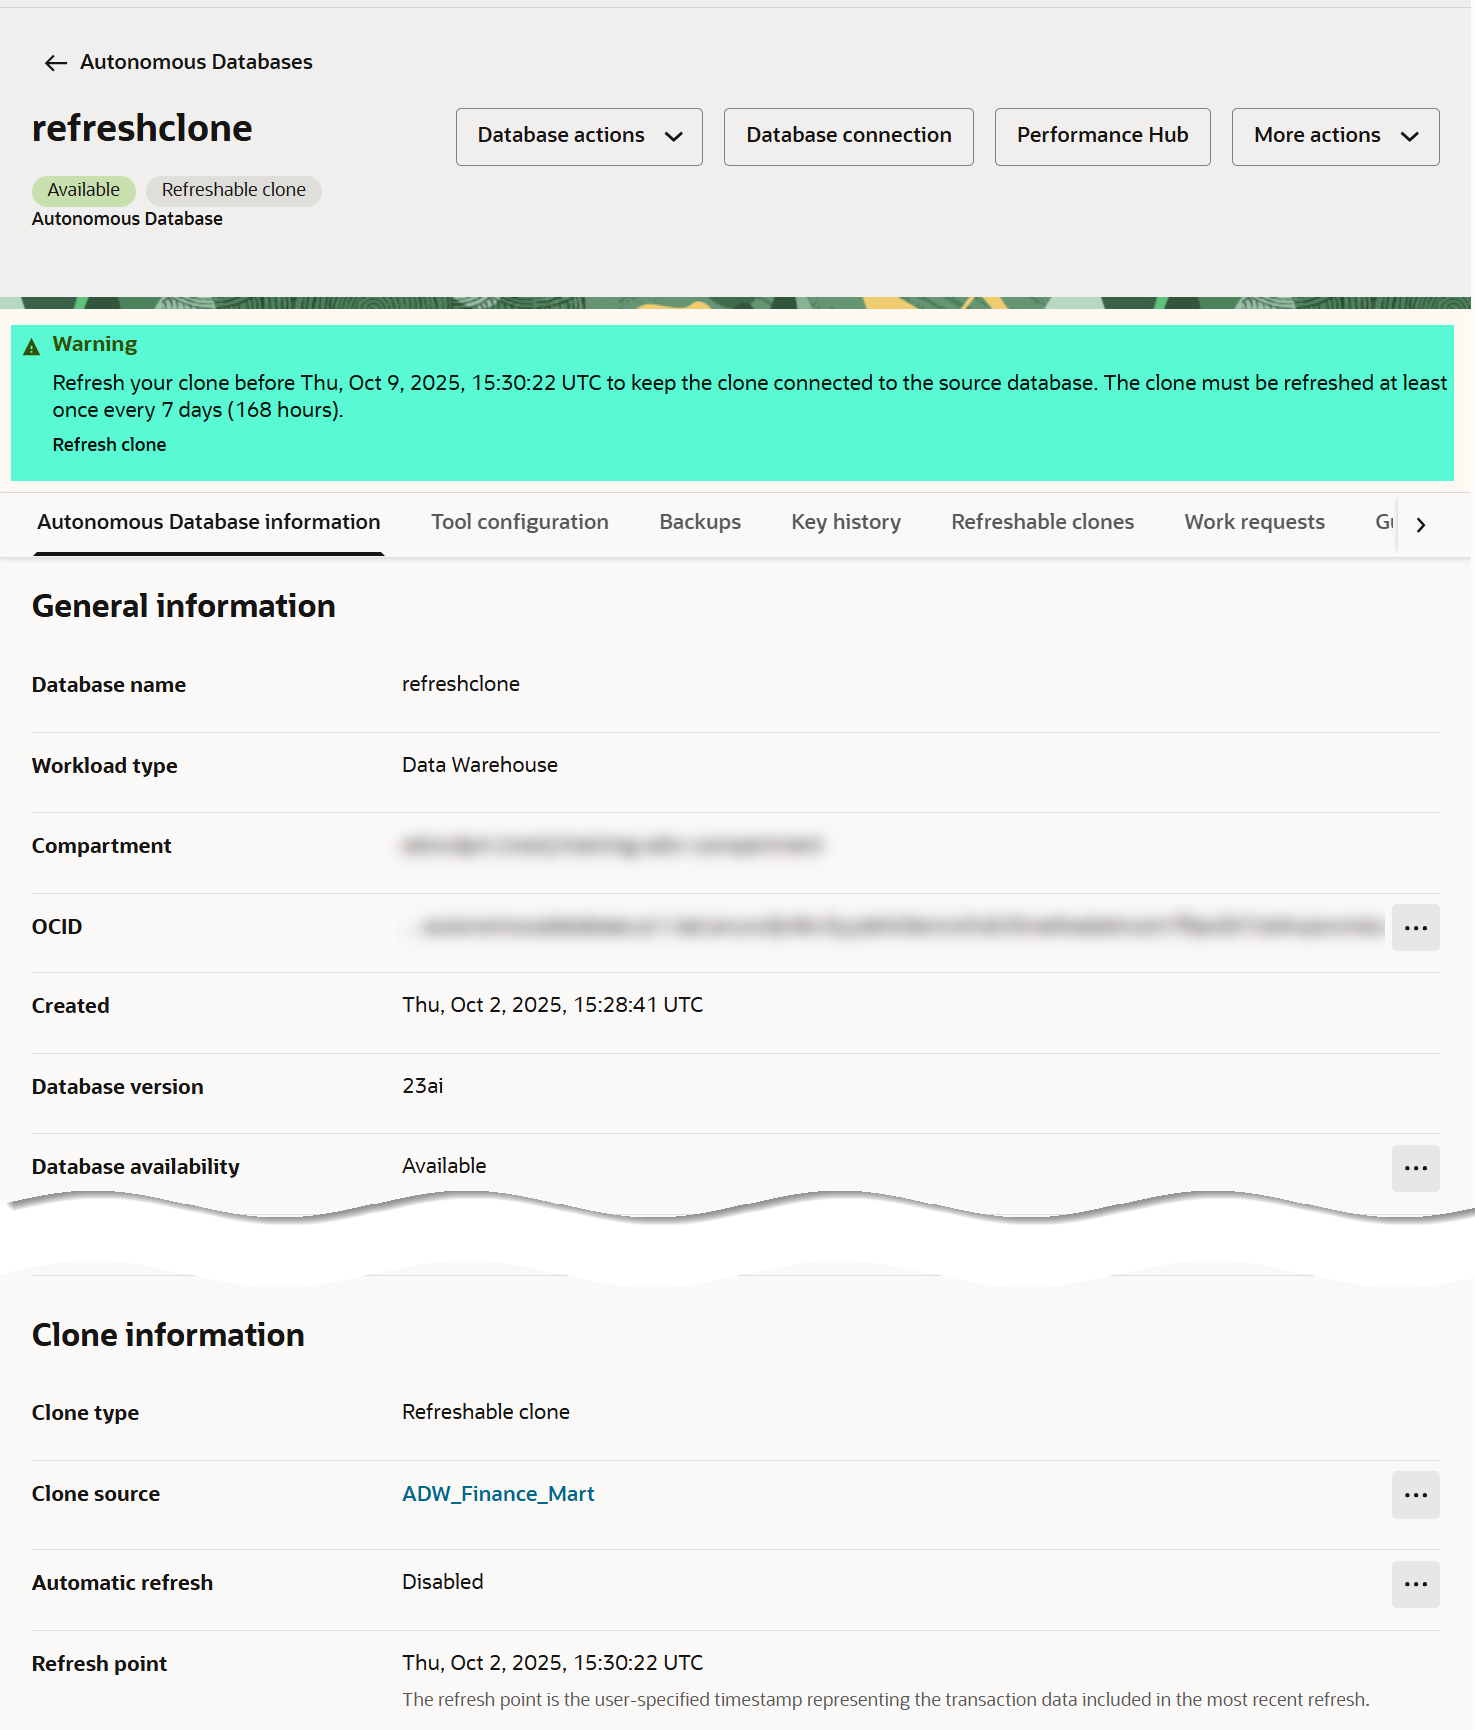 Autonomous Databases
refreshclone
Database actions
Database connection
Performance Hub
More actions
Available
Refreshable clone
Autonomous Database
Warning
Refresh your clone before Thu, Oct 9, 2025, 15:30:22 UTC to keep the clone connected to the source database. The clone must be refreshed at least
once every 7 days (168 hours).
Refresh clone
Autonomous Database information
Tool configuration
Backups
Key history
Refreshable clones
Work requests
General information
Database name
refreshclone
Workload type
Data Warehouse
Compartment
OCID
Created
Thu, Oct 2, 2025, 15:28:41 UTC
Database version
23ai
Database availability
Available
Clone information
Clone type
Refreshable clone
Clone source
ADW_Finance_Mart
Automatic refresh
Disabled
Refresh point
Thu, Oct 2, 2025, 15:30:22 UTC
The refresh point is the user-specified timestamp representing the transaction data included in the most recent refresh.